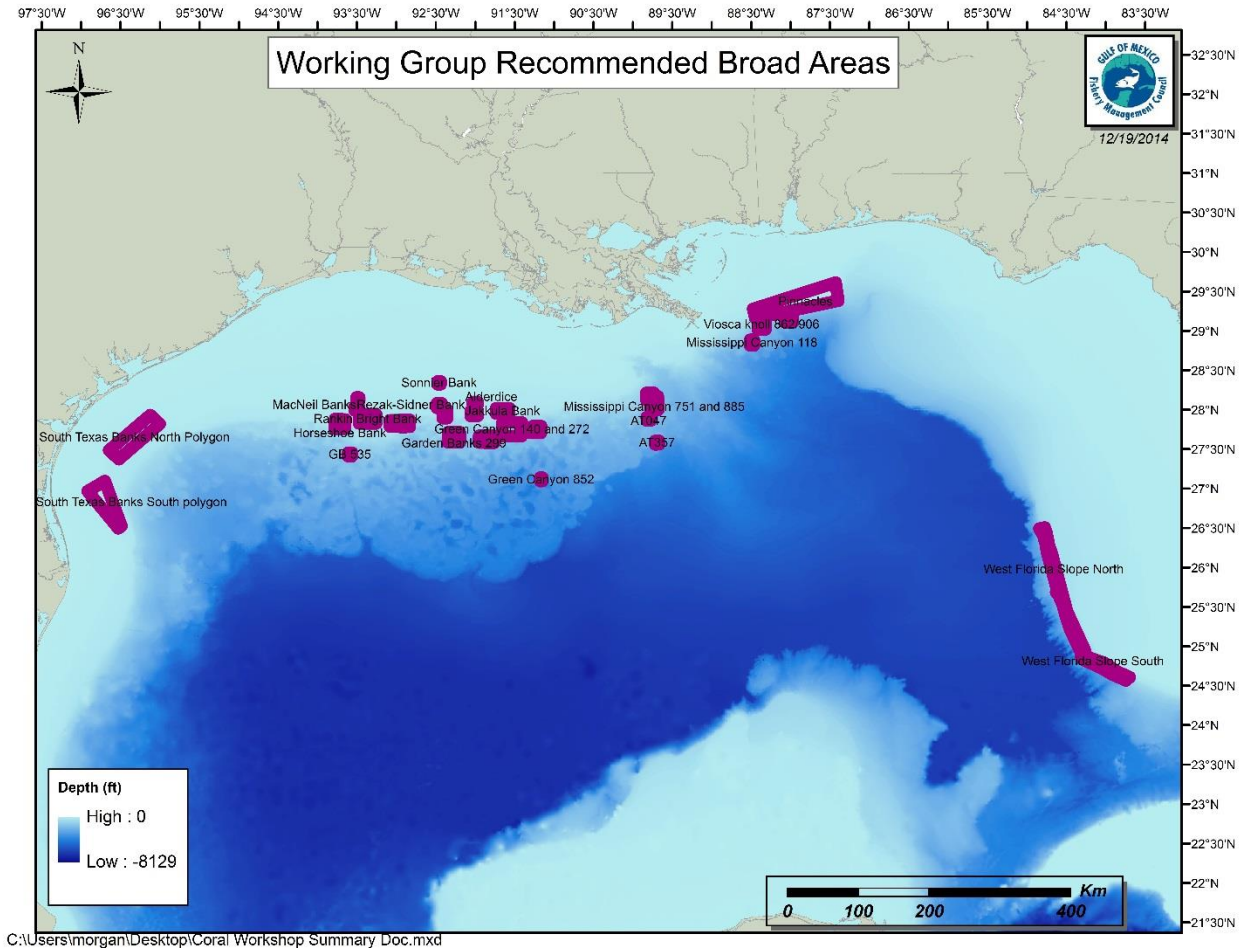 97°30'W 96°30'W 95°30'W 94°30'W 93°30'W 92°30'W 91°30'W 90°30'W 89°30'W 88°30'W 87°30'W 86°30'W 85°30'W 84°30'W 83°30'W
N
Working Group Recommended Broad Areas
GULF OF MEXICO
Fishery Management Council
12/19/2014
32°30'N
32°N
31°30'N
31°N
30°30'N
30°N
29°30'N
29°N
28°30'N
28°N
27°30'N
27°N
26°30'N
26°N
25°30'N
25°N
24°30'N
24°N
23°30'N
23°N
22°30'N
22°N
21°30'N
Pinnacles
Viosca knoll 862/906
Mississippi Canyon 118
Sonnier Bank
Alderdice
MacNeil Banks
Rezak-Sidner Bank
Jakkula Bank
Mississippi Canyon 751 and 885
Rankin Bright Bank
AT047
Green Canyon 140 and 272
Horseshoe Bank
South Texas Banks North Polygon
Garden Banks 299
AT357
GB 535
Green Canyon 852
South Texas Banks South polygon
West Florida Slope North
West Florida Slope South
Depth (ft)
High : 0
Low : -8129
Km
0 100 200 400
C:\Users\morgan\Desktop\Coral Workshop Summary Doc.mxd